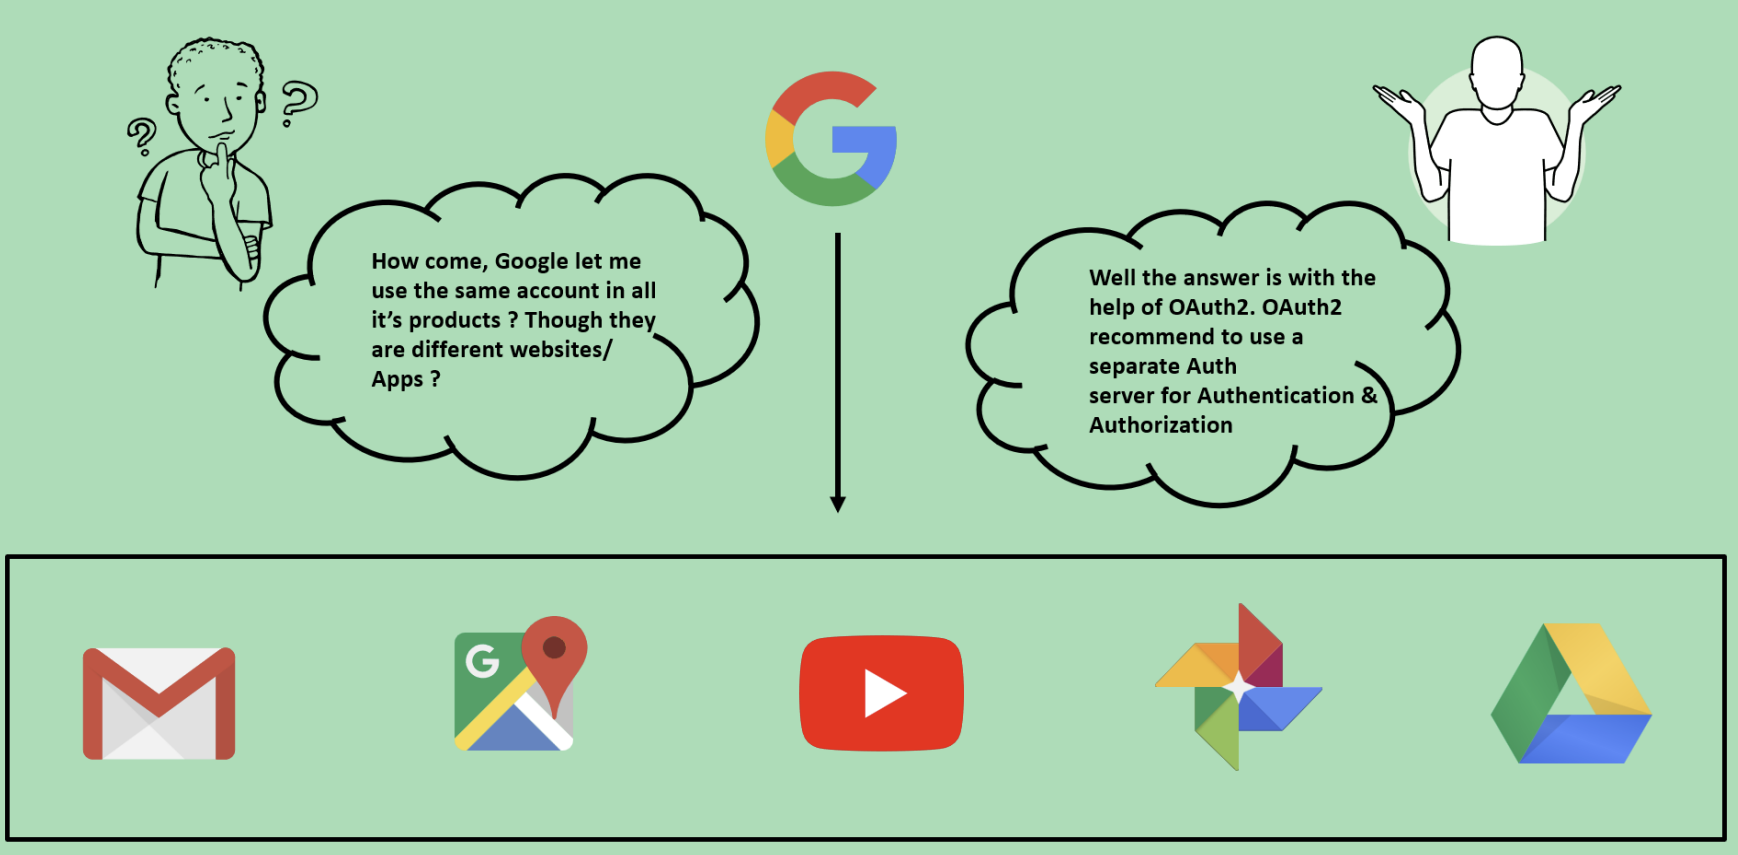 How come, Google let me
use the same account in all
it's products ? Though they
are different websites/
Apps ?
Well the answer is with the
help of OAuth2. OAuth2
recommend to use a
separate Auth
server for Authentication &
Authorization